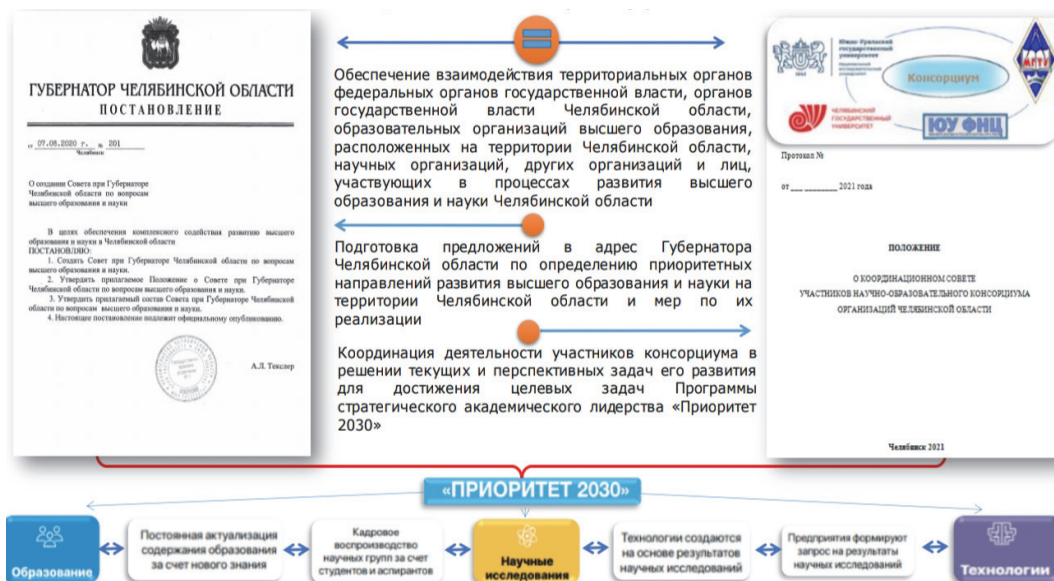 ГУБЕРНАТОР ЧЕЛЯБИНСКОЙ ОБЛАСТИ
ПОСТАНОВЛЕНИЕ
от 07.08.2020 г. № 201
Челябинск
О создании Совета при Губернаторе
Челябинской области по вопросам
высшего образования и науки
В целях обеспечения комплексного содействия развитию высшего
образования и науки в Челябинской области
ПОСТАНОВЛЯЮ:
1. Создать Совет при Губернаторе Челябинской области по вопросам
высшего образования и науки.
2. Утвердить прилагаемое Положение о Совете при Губернаторе
Челябинской области по вопросам высшего образования и науки.
3. Утвердить прилагаемый состав Совета при Губернаторе Челябинской
области по вопросам высшего образования и науки.
4. Настоящее постановление подлежит официальному опубликованию.
А.Л. Текслер
Обеспечение взаимодействия территориальных органов
федеральных органов государственной власти, органов
государственной власти Челябинской области,
образовательных организаций высшего образования,
расположенных на территории Челябинской области,
научных организаций, других организаций и лиц,
участвующих в процессах развития высшего
образования и науки Челябинской области
Подготовка предложений в адрес Губернатора
Челябинской области по определению приоритетных
направлений развития высшего образования и науки на
территории Челябинской области и мер по их
реализации
Координация деятельности участников консорциума в
решении текущих и перспективных задач его развития
для достижения целевых задач Программы
стратегического академического лидерства «Приоритет
2030»
Южно-Уральский
государственный
университет
Консорциум
МГТУ
ЧЕЛЯБИНСКИЙ
ГОСУДАРСТВЕННЫЙ
УНИВЕРСИТЕТ
ЮУ ФНЦ
Протокол №
от ___ ________ 2021 года
ПОЛОЖЕНИЕ
О КООРДИНАЦИОННОМ СОВЕТЕ
УЧАСТНИКОВ НАУЧНО-ОБРАЗОВАТЕЛЬНОГО КОНСОРЦИУМА
ОРГАНИЗАЦИЙ ЧЕЛЯБИНСКОЙ ОБЛАСТИ
Челябинск 2021
«ПРИОРИТЕТ 2030»
Образование
Постоянная актуализация
содержания образования
за счет нового знания
Кадровое
воспроизводство
научных групп за счет
студентов и аспирантов
Научные
исследования
Технологии создаются
на основе результатов
научных исследований
Предприятия формируют
запрос на результаты
научных исследований
Технологии